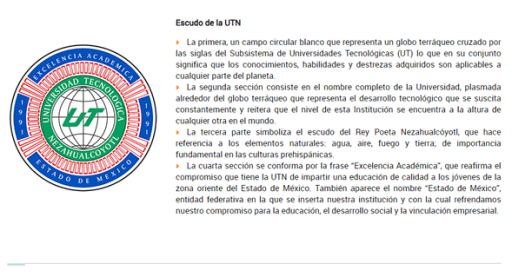 Escudo de la UTN
EXCELENCIA ACADÉMICA
UNIVERSIDAD TECNOLÓGICA
1991
UT
1991
NEZAHUALCÓYOTL
ESTADO DE MÉXICO
La primera, un campo circular blanco que representa un globo terráqueo cruzado por
las siglas del Subsistema de Universidades Tecnológicas (UT) lo que en su conjunto
significa que los conocimientos, habilidades y destrezas adquiridos son aplicables a
cualquier parte del planeta.
La segunda sección consiste en el nombre completo de la Universidad, plasmada
alrededor del globo terráqueo que representa el desarrollo tecnológico que se suscita
constantemente y reitera que el nivel de esta Institución se encuentra a la altura de
cualquier otra en el mundo.
La tercera parte simboliza el escudo del Rey Poeta Nezahualcóyotl, que hace
referencia a los elementos naturales: agua, aire, fuego y tierra; de importancia
fundamental en las culturas prehispánicas.
La cuarta sección se conforma por la frase “Excelencia Académica”, que reafirma el
compromiso que tiene la UTN de impartir una educación de calidad a los jóvenes de la
zona oriente del Estado de México. También aparece el nombre “Estado de México”,
entidad federativa en la que se inserta nuestra institución y con la cual refrendamos
nuestro compromiso para la educación, el desarrollo social y la vinculación empresarial.